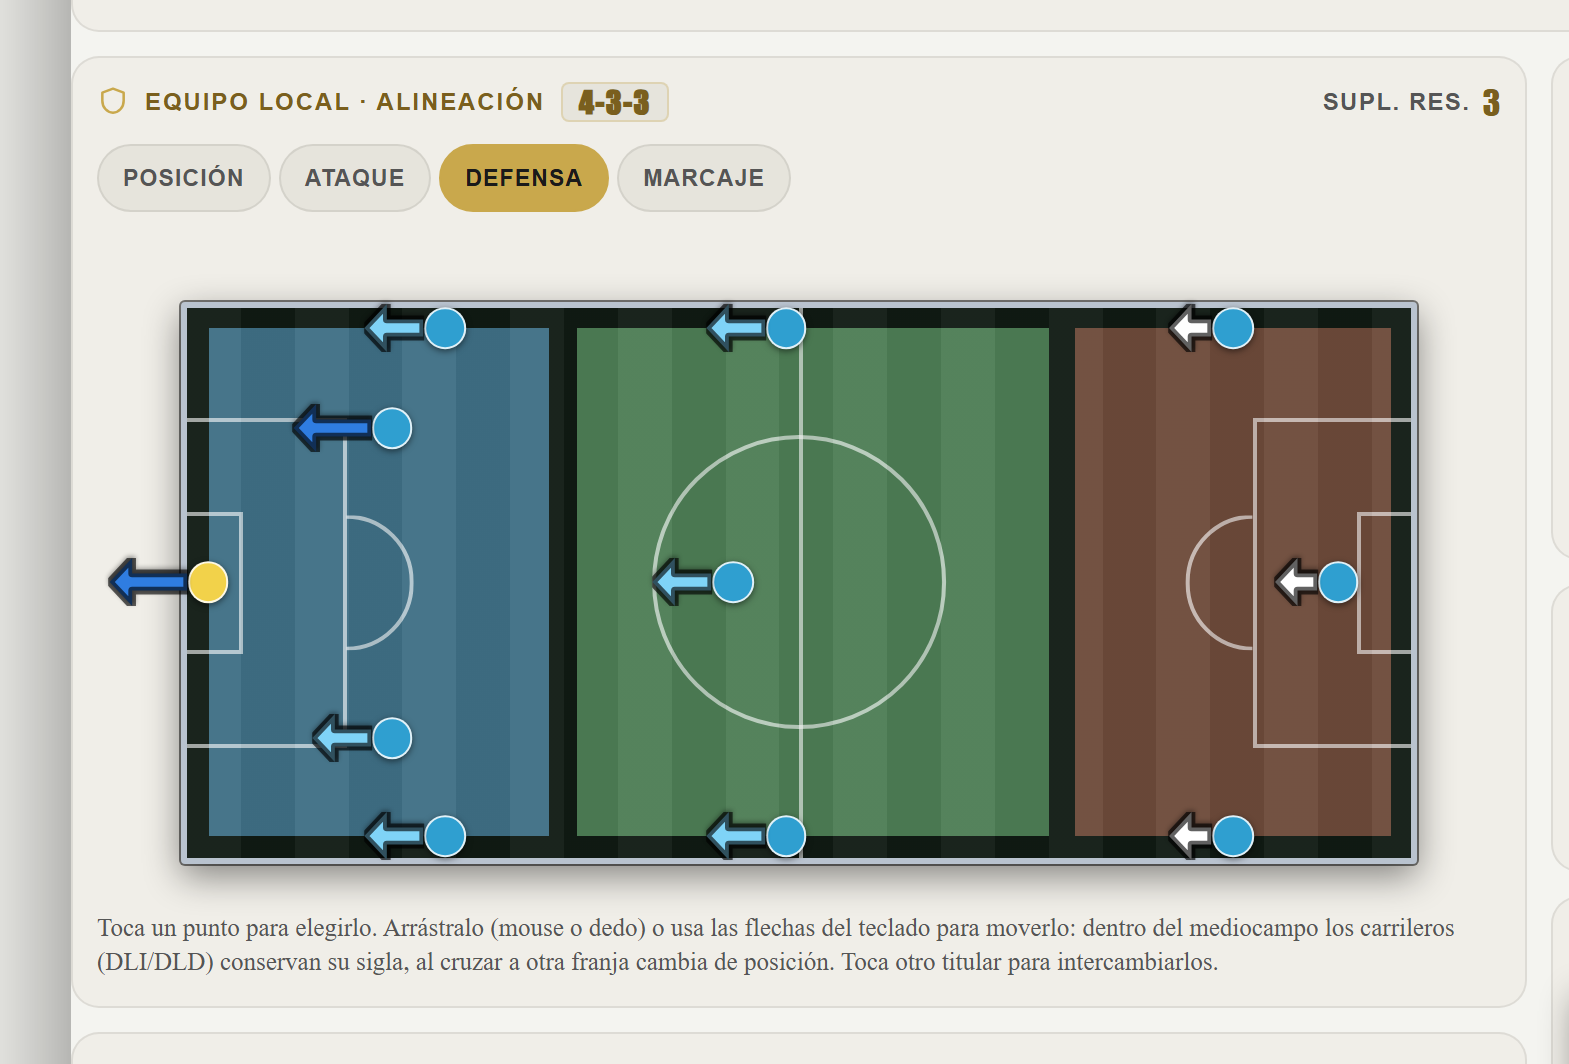 EQUIPO LOCAL · ALINEACIÓN 4-3-3 SUPL. RES. 3
POSICIÓN ATAQUE DEFENSA MARCAJE
Toca un punto para elegirlo. Arrástralo (mouse o dedo) o usa las flechas del teclado para moverlo: dentro del mediocampo los carrileros
(DLI/DLD) conservan su sigla, al cruzar a otra franja cambia de posición. Toca otro titular para intercambiarlos.